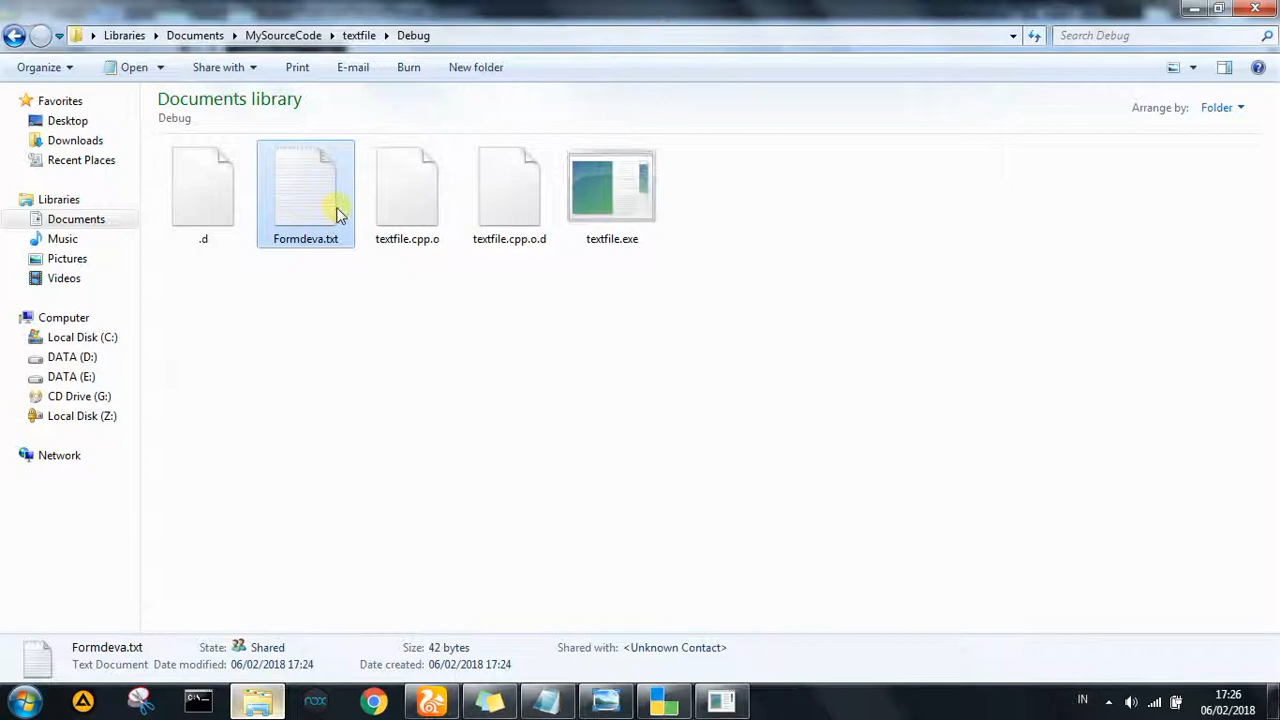 Libraries Documents MySourceCode textfile Debug
Search Debug
Organize Open Share with Print E-mail Burn New folder
Documents library
Debug
Arrange by: Folder
Favorites
Desktop
Downloads
Recent Places
Libraries
Documents
Music
Pictures
Videos
Computer
Local Disk (C:)
DATA (D:)
DATA (E:)
CD Drive (G:)
Local Disk (Z:)
Network
.d Formdeva.txt textfile.cpp.o textfile.cpp.o.d textfile.exe
Formdeva.txt State: Shared Size: 42 bytes Shared with: <Unknown Contact>
Text Document Date modified: 06/02/2018 17:24 Date created: 06/02/2018 17:24
nox
IN
17:26
06/02/2018